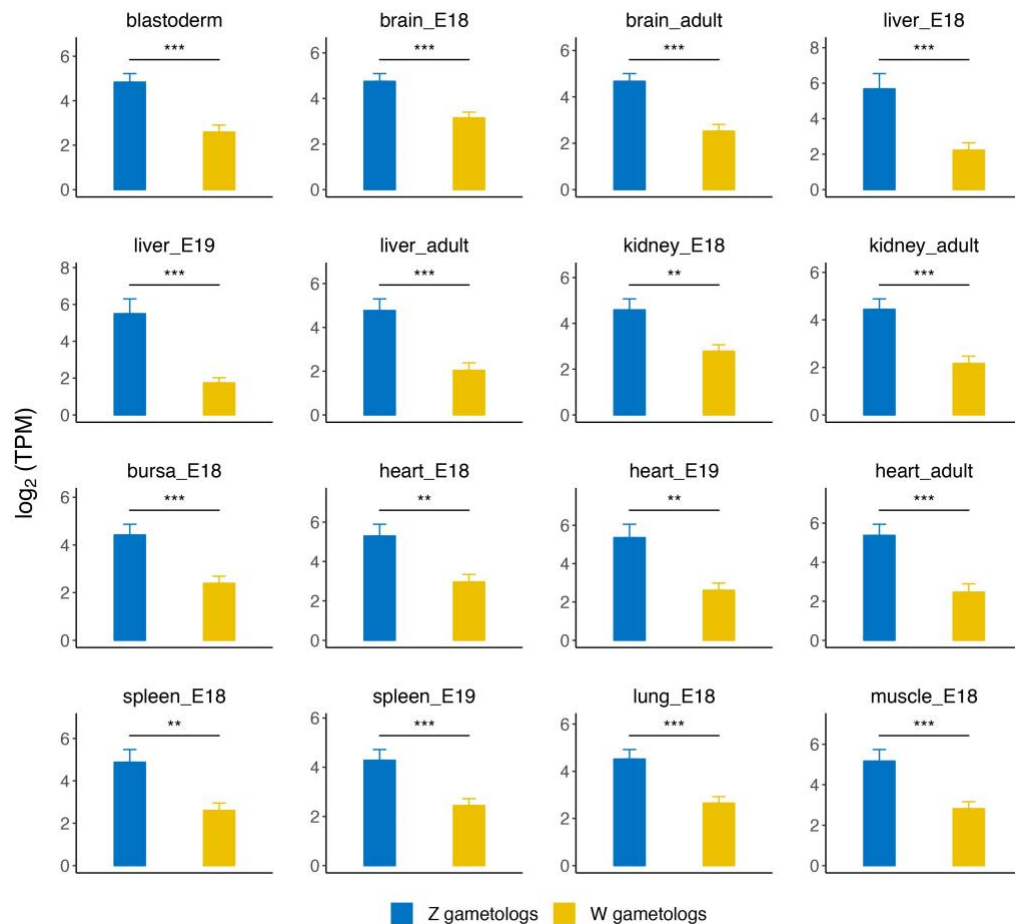 blastoderm brain_E18 brain_adult liver_E18
*** *** *** ***
6 6 6 8
4 4 4 6
2 2 2 4
0 0 0 2
0
liver_E19 liver_adult kidney_E18 kidney_adult
*** *** ** ***
8 8 6 6
6 6 4 4
4 4 2 2
2 2 0 0
0 0
log₂ (TPM)
bursa_E18 heart_E18 heart_E19 heart_adult
*** ** ** ***
6 6 6 6
4 4 4 4
2 2 2 2
0 0 0 0
spleen_E18 spleen_E19 lung_E18 muscle_E18
** *** *** ***
6 6 6 6
4 4 4 4
2 2 2 2
0 0 0 0
Z gametologs W gametologs